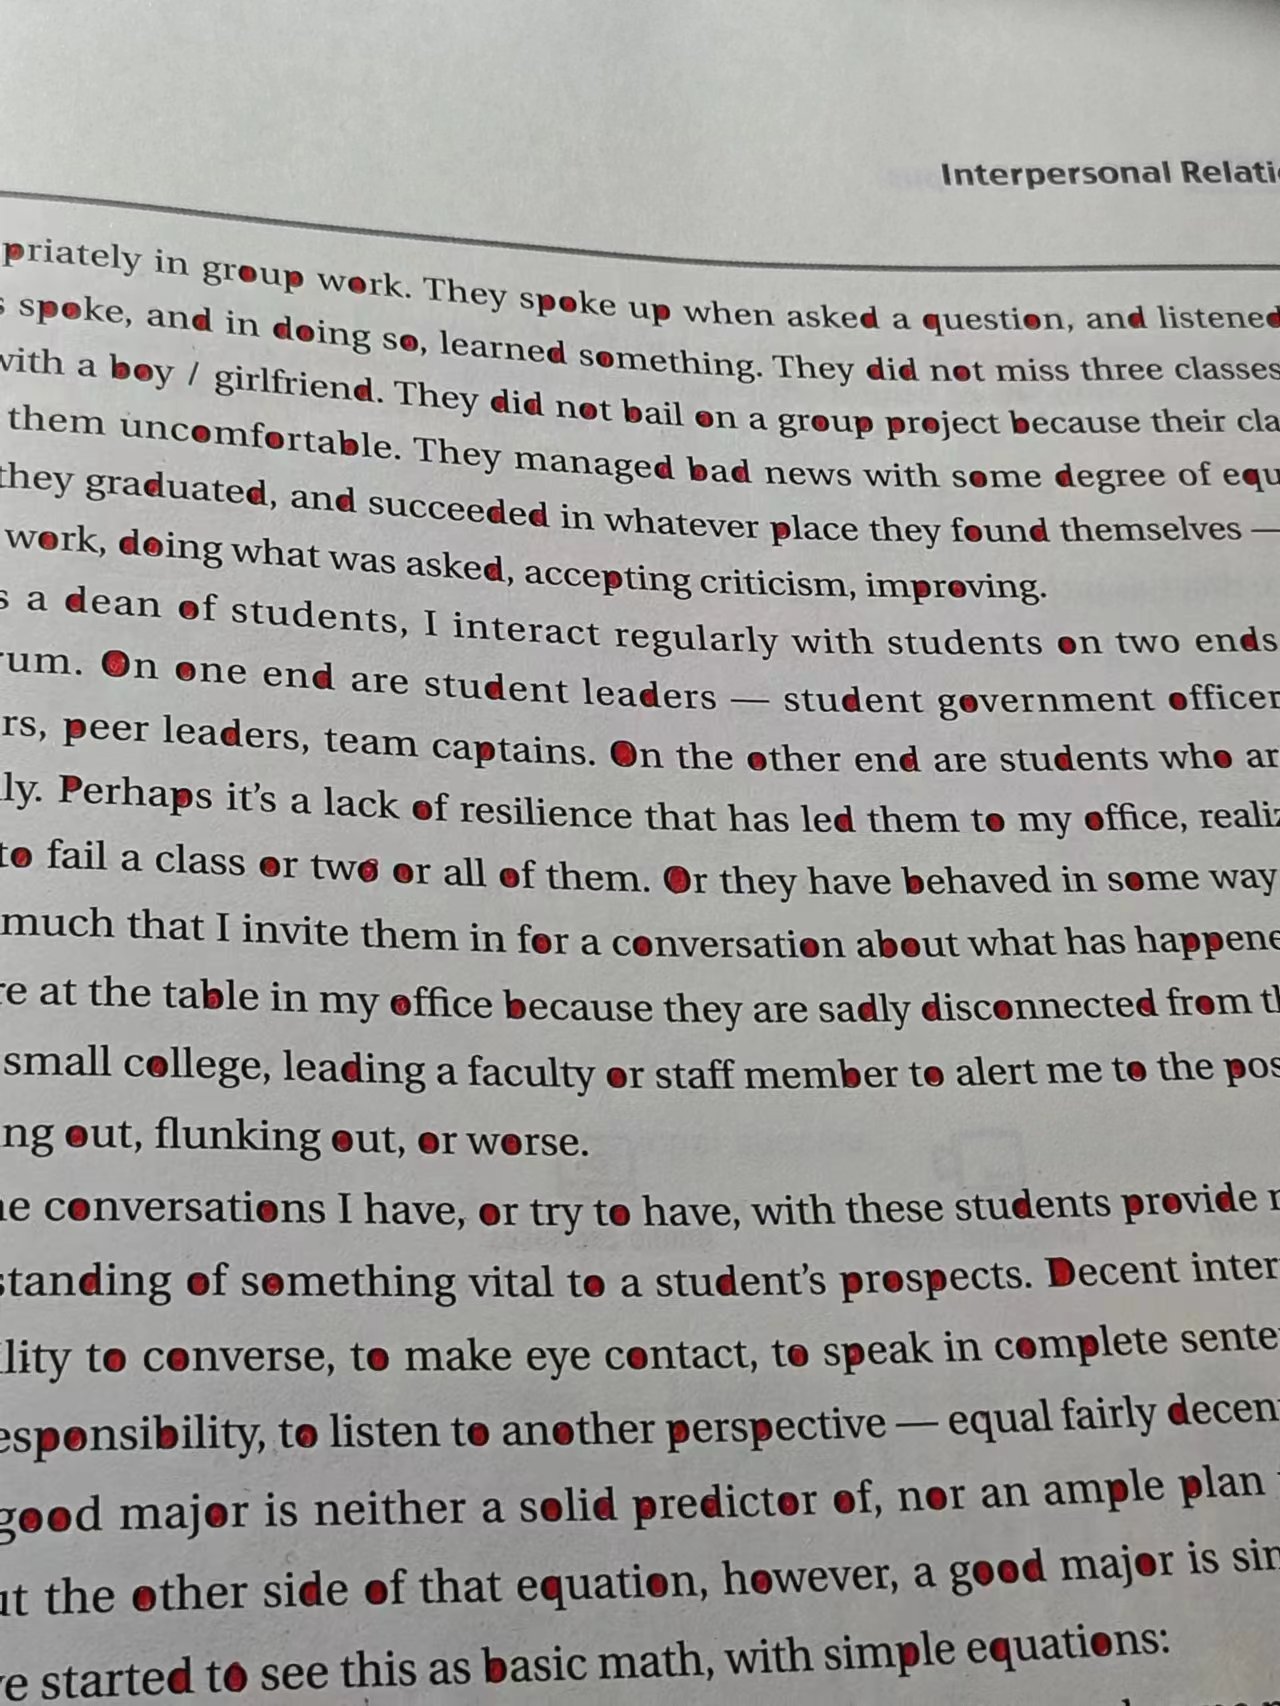 Interpersonal Relati
priately in group work. They spoke up when asked a question, and listened
s spoke, and in doing so, learned something. They did not miss three classes
with a boy / girlfriend. They did not bail on a group project because their cla
them uncomfortable. They managed bad news with some degree of equ
they graduated, and succeeded in whatever place they found themselves —
work, doing what was asked, accepting criticism, improving.
s a dean of students, I interact regularly with students on two ends
rum. On one end are student leaders — student government officer
rs, peer leaders, team captains. On the other end are students who ar
ly. Perhaps it's a lack of resilience that has led them to my office, realiz
to fail a class or two or all of them. Or they have behaved in some way
much that I invite them in for a conversation about what has happene
re at the table in my office because they are sadly disconnected from th
small college, leading a faculty or staff member to alert me to the pos
ng out, flunking out, or worse.
e conversations I have, or try to have, with these students provide
standing of something vital to a student's prospects. Decent inter
lity to converse, to make eye contact, to speak in complete sente
esponsibility, to listen to another perspective — equal fairly decen
good major is neither a solid predictor of, nor an ample plan
ut the other side of that equation, however, a good major is sin
ve started to see this as basic math, with simple equations: